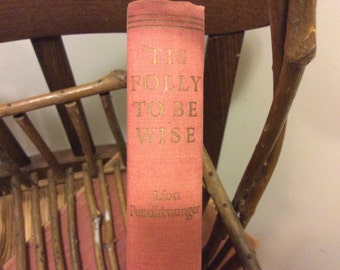 'TIS
FOLLY
TO BE
WISE
Lion
Feuchtwanger